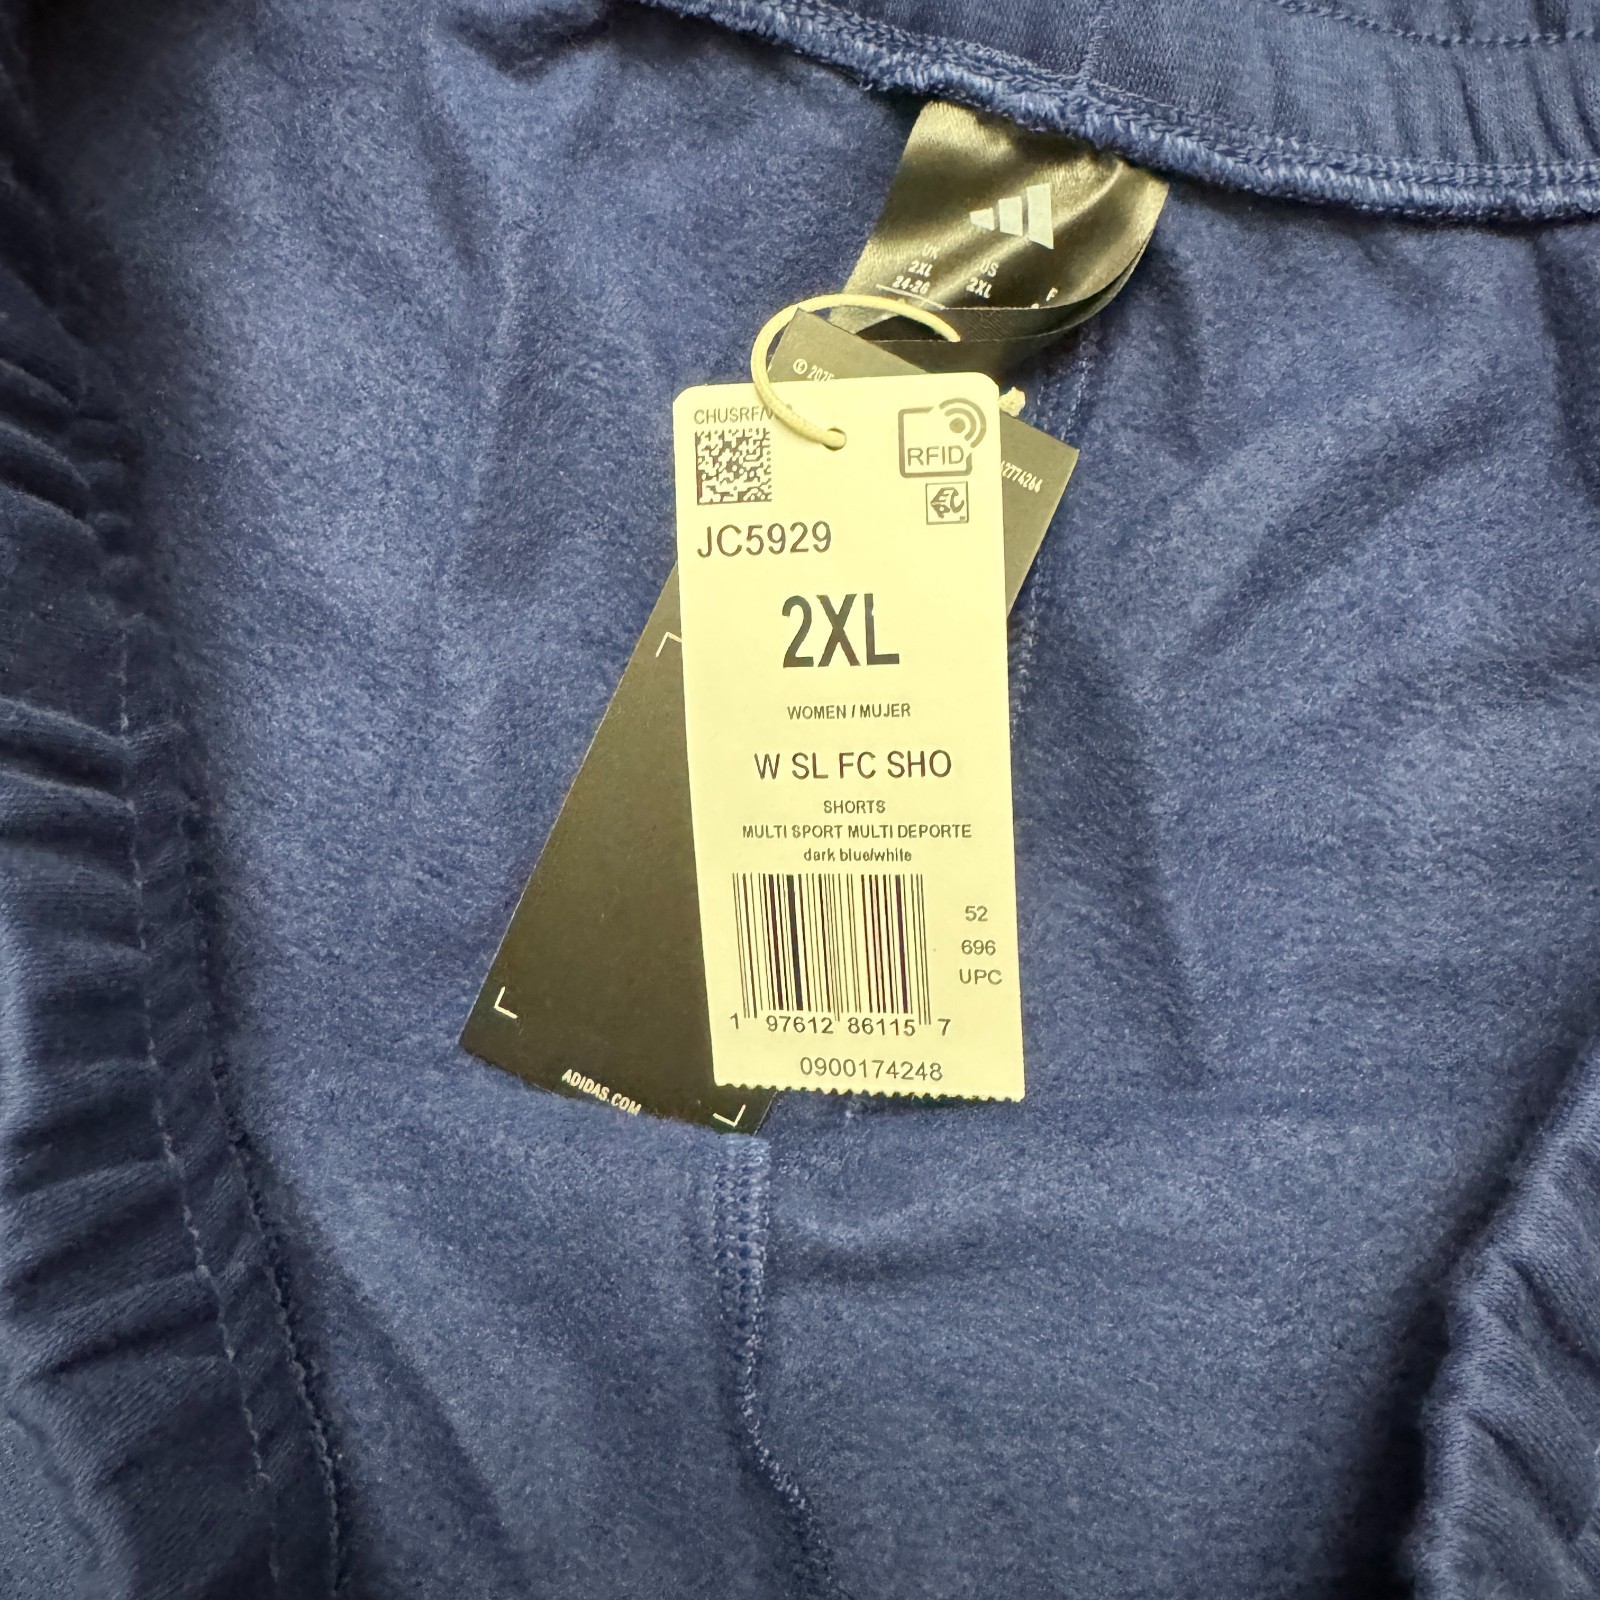 UK
2XL
24-26
US
2XL
F
© 2025
CHUSRF/
RFID
JC5929
2XL
WOMEN / MUJER
W SL FC SHO
SHORTS
MULTI SPORT MULTI DEPORTE
dark blue/white
52
696
UPC
1 97612 86115 7
0900174248
ADIDAS.COM